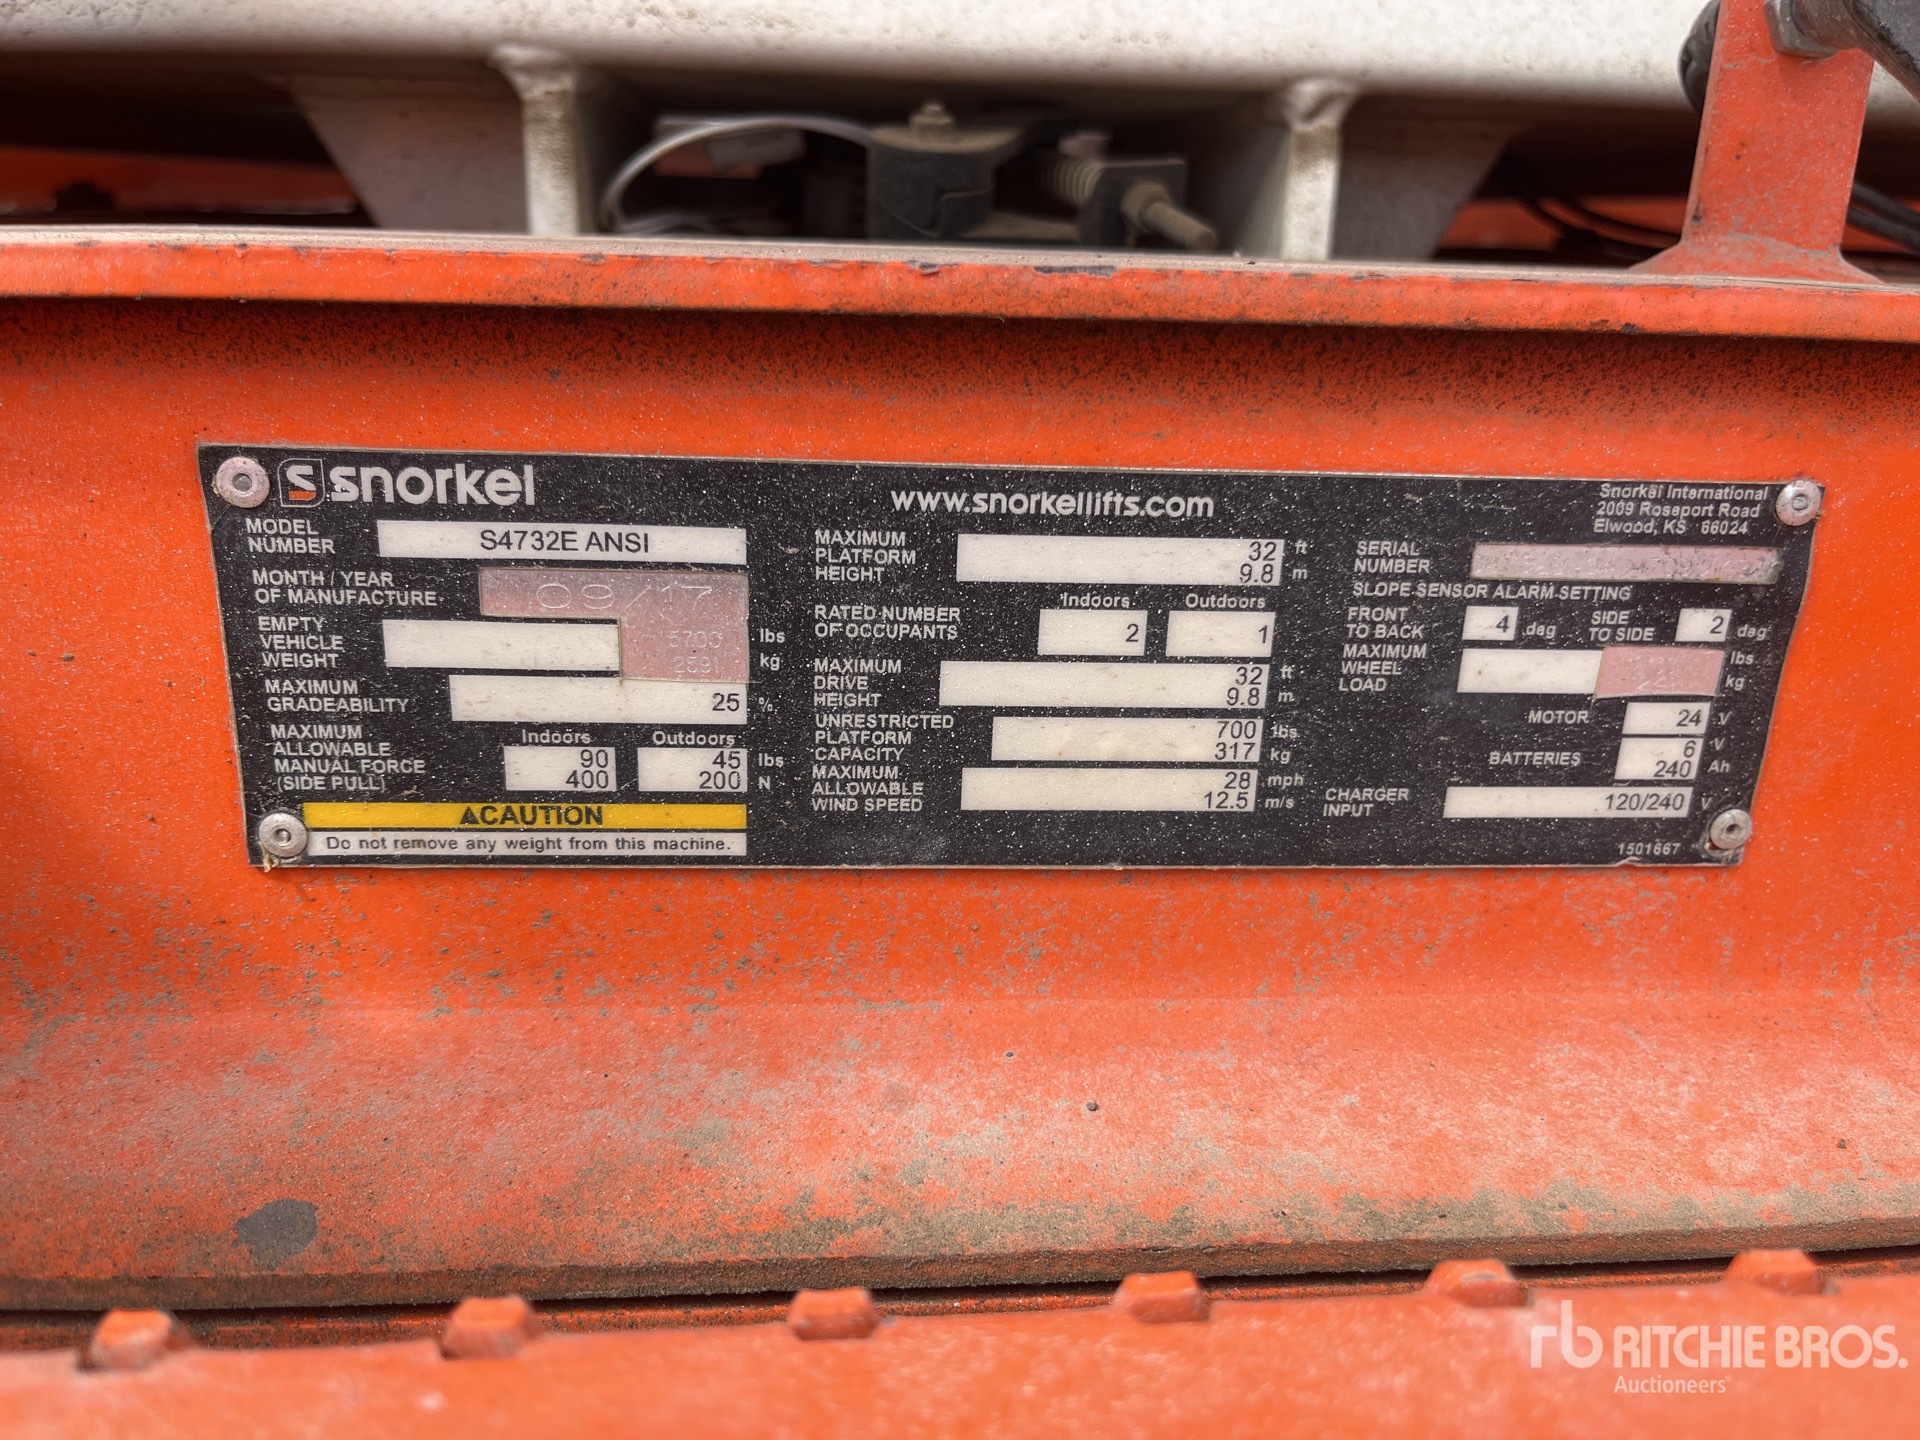 snorkel
www.snorkellifts.com
Snorkel International
2009 Roseport Road
Elwood, KS 66024
MODEL NUMBER S4732E ANSI
MONTH / YEAR OF MANUFACTURE 09/17
EMPTY VEHICLE WEIGHT lbs
2591 kg
MAXIMUM GRADEABILITY 25 %
MAXIMUM ALLOWABLE MANUAL FORCE (SIDE PULL)
Indoors Outdoors
90 45 lbs
400 200 N
⚠CAUTION
Do not remove any weight from this machine.
MAXIMUM PLATFORM HEIGHT 32 ft
9.8 m
RATED NUMBER OF OCCUPANTS
Indoors Outdoors
2 1
MAXIMUM DRIVE HEIGHT 32 ft
9.8 m
UNRESTRICTED PLATFORM CAPACITY 700 lbs
317 kg
MAXIMUM ALLOWABLE WIND SPEED 28 mph
12.5 m/s
SERIAL NUMBER
SLOPE SENSOR ALARM SETTING
FRONT TO BACK 4 deg SIDE TO SIDE 2 deg
MAXIMUM WHEEL LOAD lbs
kg
MOTOR 24 V
BATTERIES 6 V
240 Ah
CHARGER INPUT 120/240 V
1501667
rb RITCHIE BROS.
Auctioneers